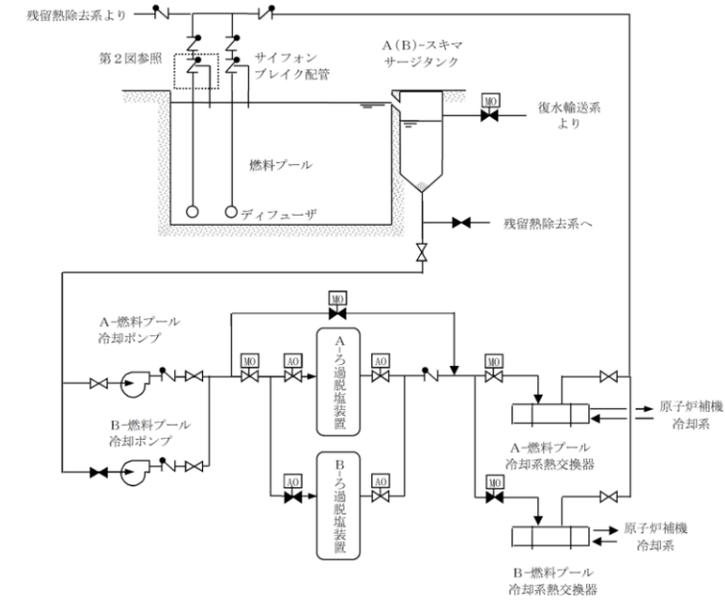 残留熱除去系より
第２図参照
サイフォン
ブレイク配管
A(B)-スキマ
サージタンク
MO
復水輸送系
より
燃料プール
ディフューザ
残留熱除去系へ
MO
A-燃料プール
冷却ポンプ
MO
AO
A-ろ過脱塩装置
AO
MO
原子炉補機
冷却系
B-燃料プール
冷却ポンプ
A-燃料プール
冷却系熱交換器
AO
B-ろ過脱塩装置
AO
MO
原子炉補機
冷却系
B-燃料プール
冷却系熱交換器